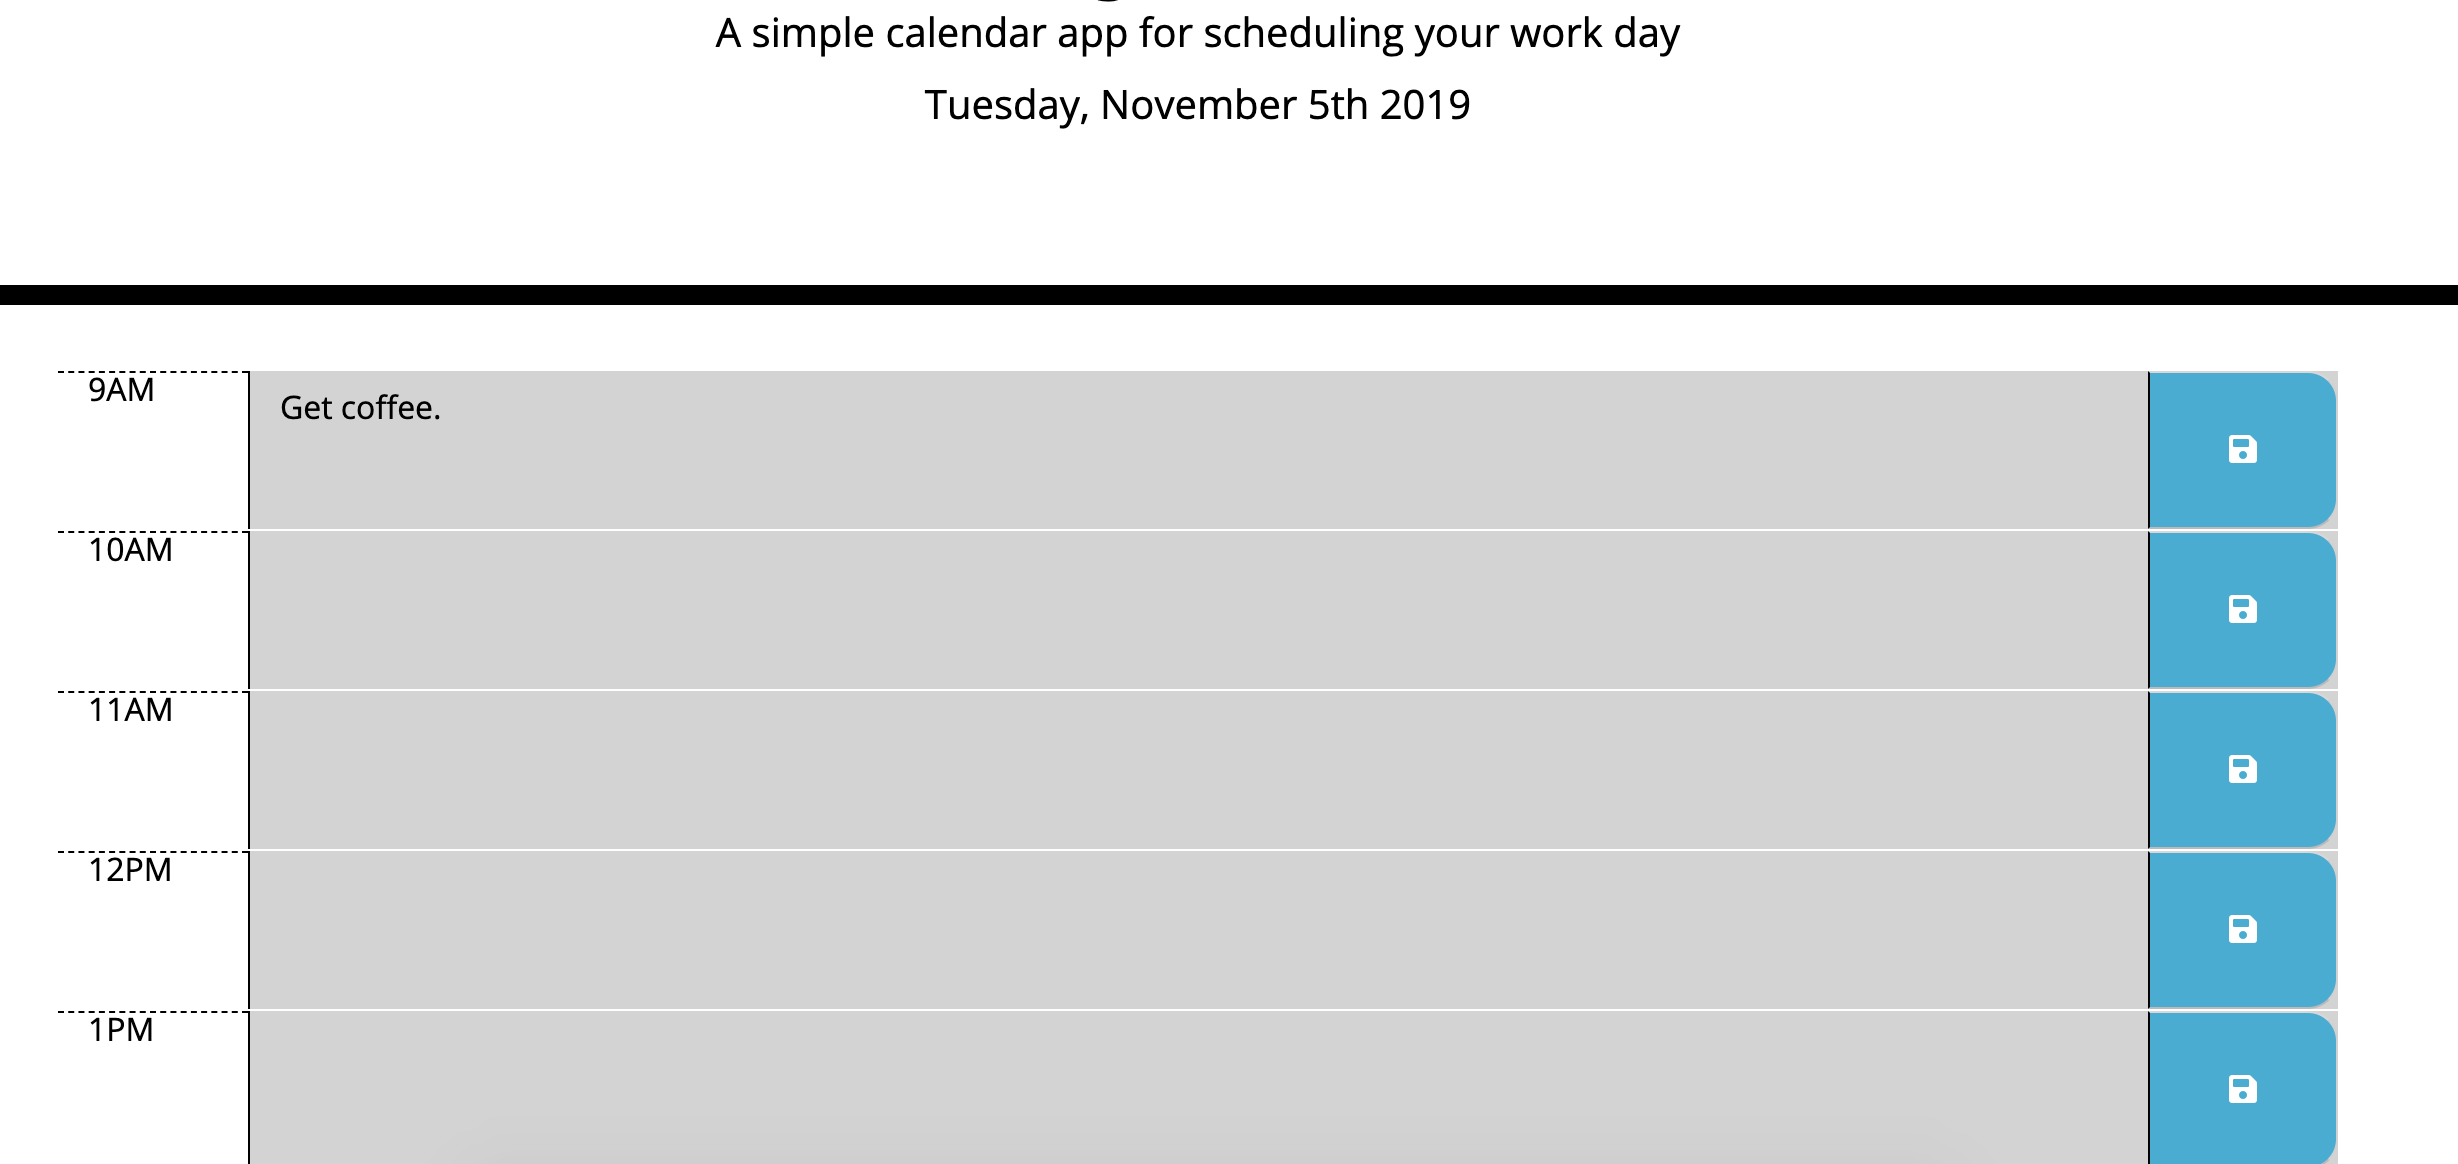 A simple calendar app for scheduling your work day
Tuesday, November 5th 2019
9AM
Get coffee.
10AM
11AM
12PM
1PM